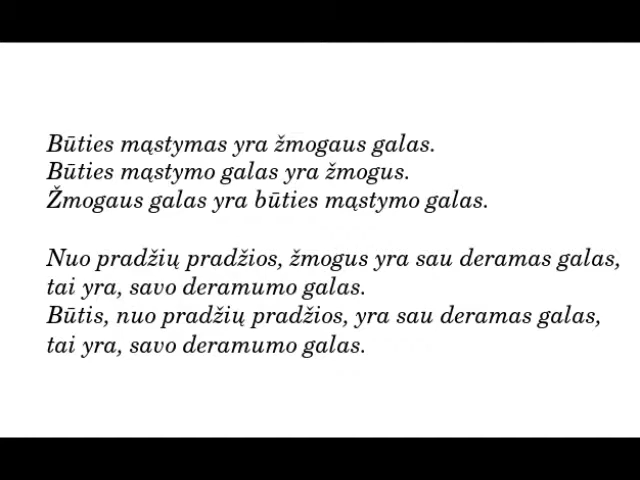 Būties mąstymas yra žmogaus galas.
Būties mąstymo galas yra žmogus.
Žmogaus galas yra būties mąstymo galas.
Nuo pradžių pradžios, žmogus yra sau deramas galas,
tai yra, savo deramumo galas.
Būtis, nuo pradžių pradžios, yra sau deramas galas,
tai yra, savo deramumo galas.